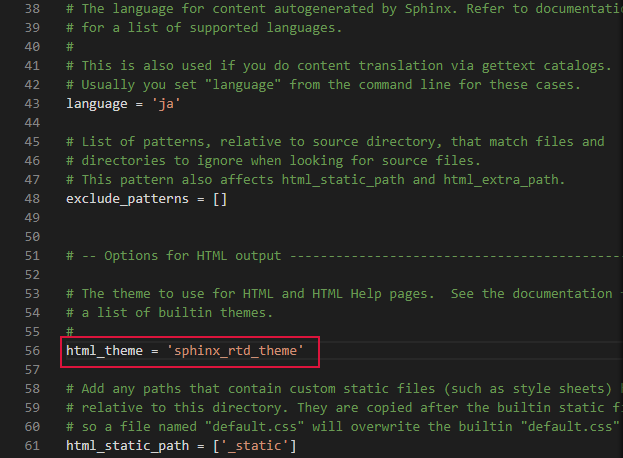 38 # The language for content autogenerated by Sphinx. Refer to documentati
39 # for a list of supported languages.
40 #
41 # This is also used if you do content translation via gettext catalogs.
42 # Usually you set "language" from the command line for these cases.
43 language = 'ja'
44
45 # List of patterns, relative to source directory, that match files and
46 # directories to ignore when looking for source files.
47 # This pattern also affects html_static_path and html_extra_path.
48 exclude_patterns = []
49
50
51 # -- Options for HTML output -------------------------------------------
52
53 # The theme to use for HTML and HTML Help pages.  See the documentation
54 # a list of builtin themes.
55 #
56 html_theme = 'sphinx_rtd_theme'
57
58 # Add any paths that contain custom static files (such as style sheets)
59 # relative to this directory. They are copied after the builtin static fi
60 # so a file named "default.css" will overwrite the builtin "default.css"
61 html_static_path = ['_static']